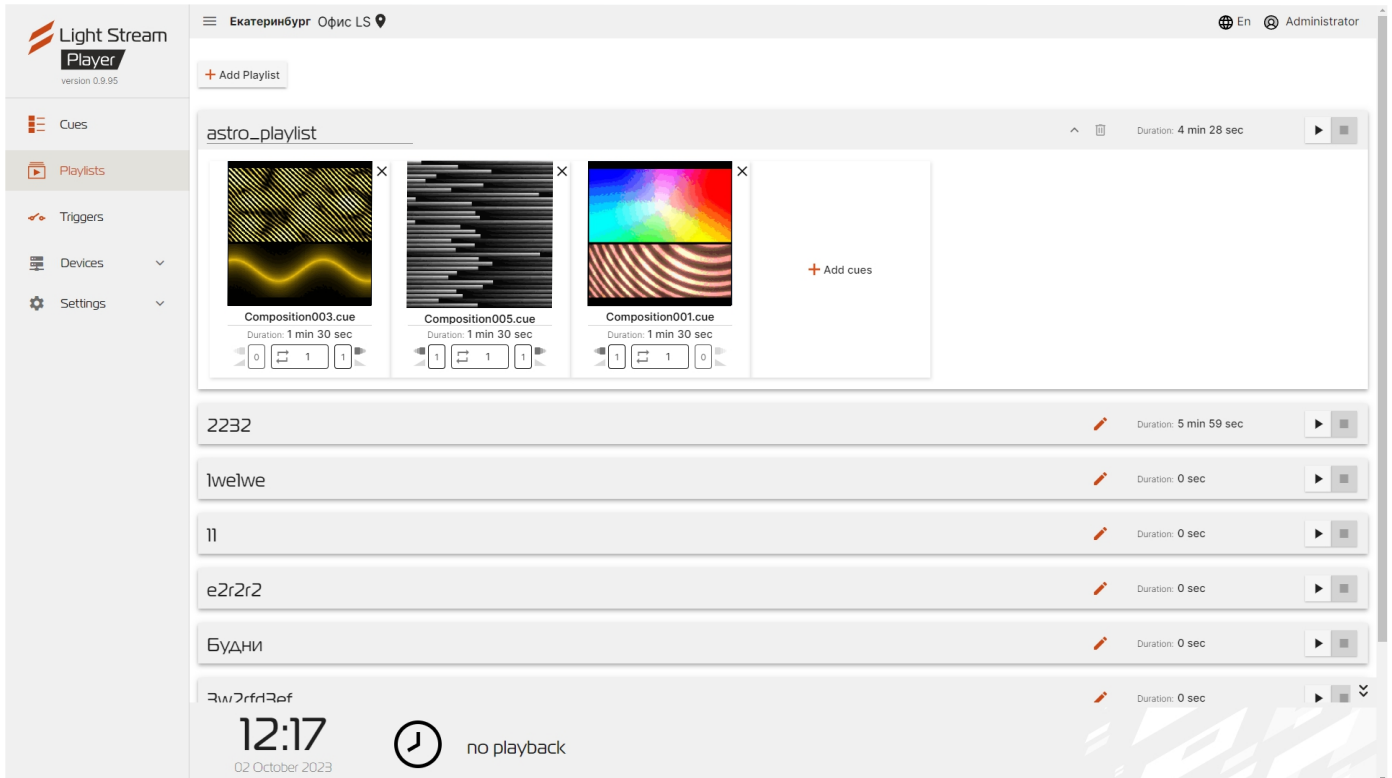 Light Stream
Player
version 0.9.95
Екатеринбург Офис LS
En Administrator
Cues
Playlists
Triggers
Devices
Settings
+ Add Playlist
astro_playlist
Duration: 4 min 28 sec
Composition003.cue
Duration: 1 min 30 sec
0 1 1
Composition005.cue
Duration: 1 min 30 sec
1 1 1
Composition001.cue
Duration: 1 min 30 sec
1 1 0
+ Add cues
2232
Duration: 5 min 59 sec
1we1we
Duration: 0 sec
11
Duration: 0 sec
e2r2r2
Duration: 0 sec
Будни
Duration: 0 sec
3w2rfd3ef
Duration: 0 sec
12:17
02 October 2023
no playback